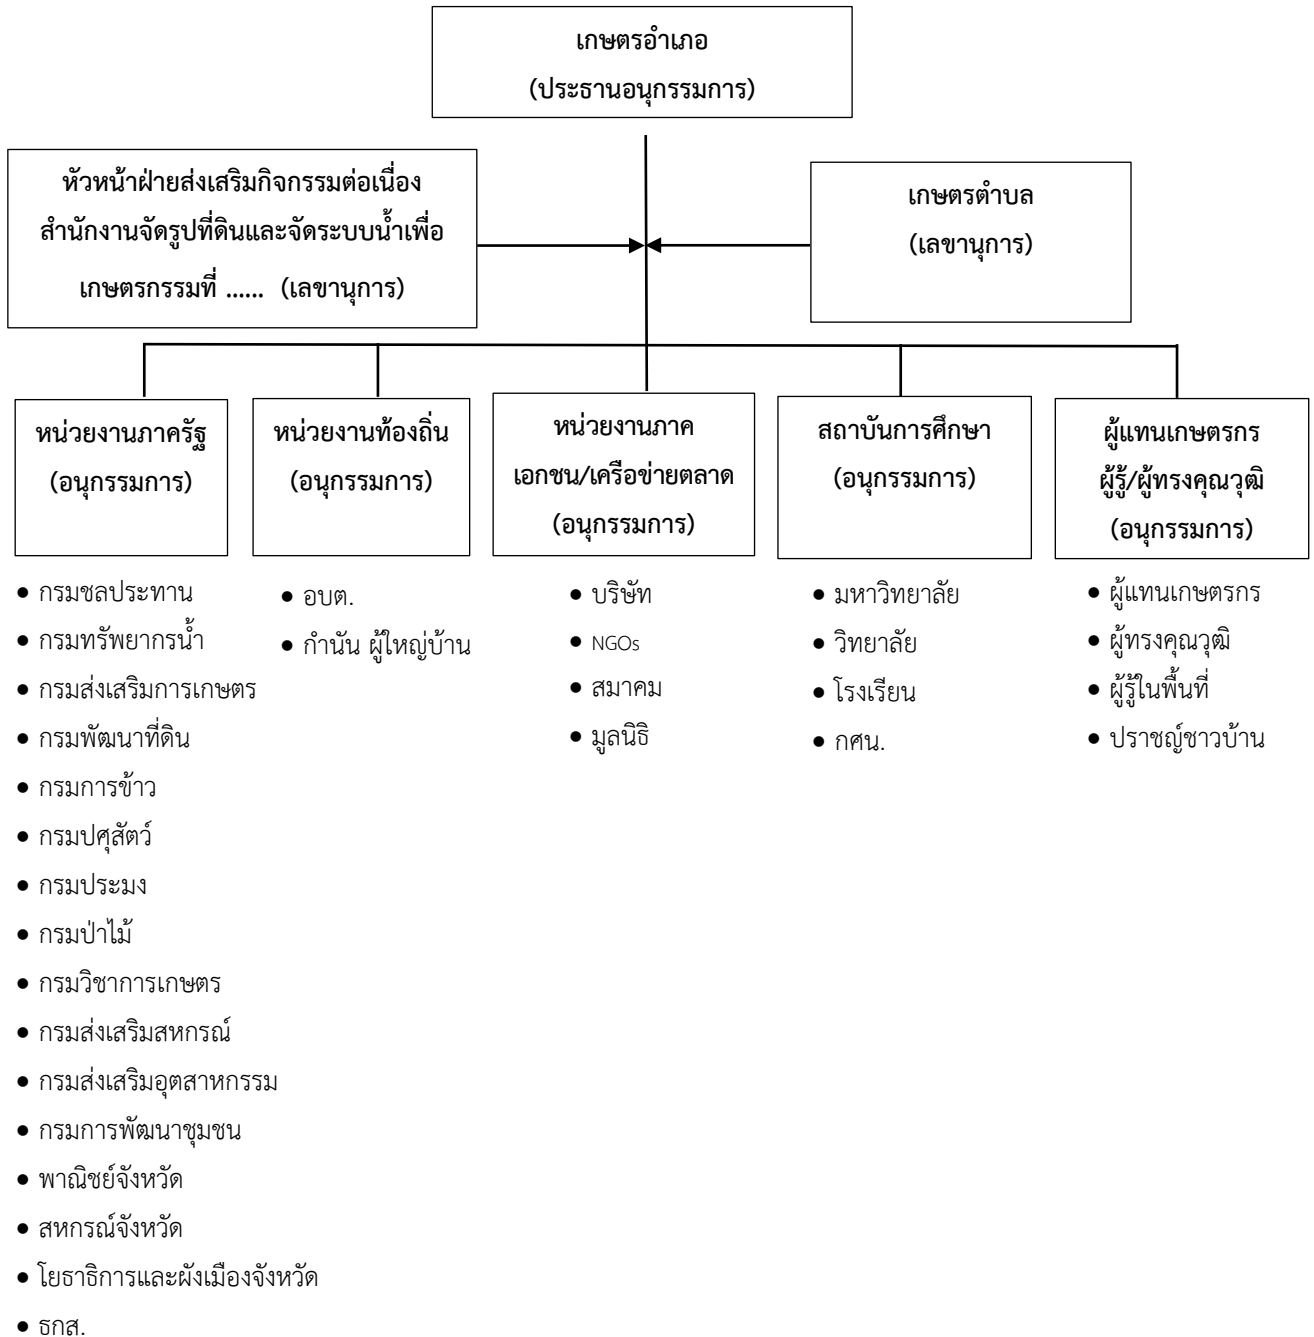 เกษตรอำเภอ
(ประธานอนุกรรมการ)
หัวหน้าฝ่ายส่งเสริมกิจกรรมต่อเนื่อง
สำนักงานจัดรูปที่ดินและจัดระบบน้ำเพื่อ
เกษตรกรรมที่ ...... (เลขานุการ)
เกษตรตำบล
(เลขานุการ)
หน่วยงานภาครัฐ
(อนุกรรมการ)
หน่วยงานท้องถิ่น
(อนุกรรมการ)
หน่วยงานภาค
เอกชน/เครือข่ายตลาด
(อนุกรรมการ)
สถาบันการศึกษา
(อนุกรรมการ)
ผู้แทนเกษตรกร
ผู้รู้/ผู้ทรงคุณวุฒิ
(อนุกรรมการ)
• กรมชลประทาน
• กรมทรัพยากรน้ำ
• กรมส่งเสริมการเกษตร
• กรมพัฒนาที่ดิน
• กรมการข้าว
• กรมปศุสัตว์
• กรมประมง
• กรมป่าไม้
• กรมวิชาการเกษตร
• กรมส่งเสริมสหกรณ์
• กรมส่งเสริมอุตสาหกรรม
• กรมการพัฒนาชุมชน
• พาณิชย์จังหวัด
• สหกรณ์จังหวัด
• โยธาธิการและผังเมืองจังหวัด
• ธกส.
• อบต.
• กำนัน ผู้ใหญ่บ้าน
• บริษัท
• NGOs
• สมาคม
• มูลนิธิ
• มหาวิทยาลัย
• วิทยาลัย
• โรงเรียน
• กศน.
• ผู้แทนเกษตรกร
• ผู้ทรงคุณวุฒิ
• ผู้รู้ในพื้นที่
• ปราชญ์ชาวบ้าน